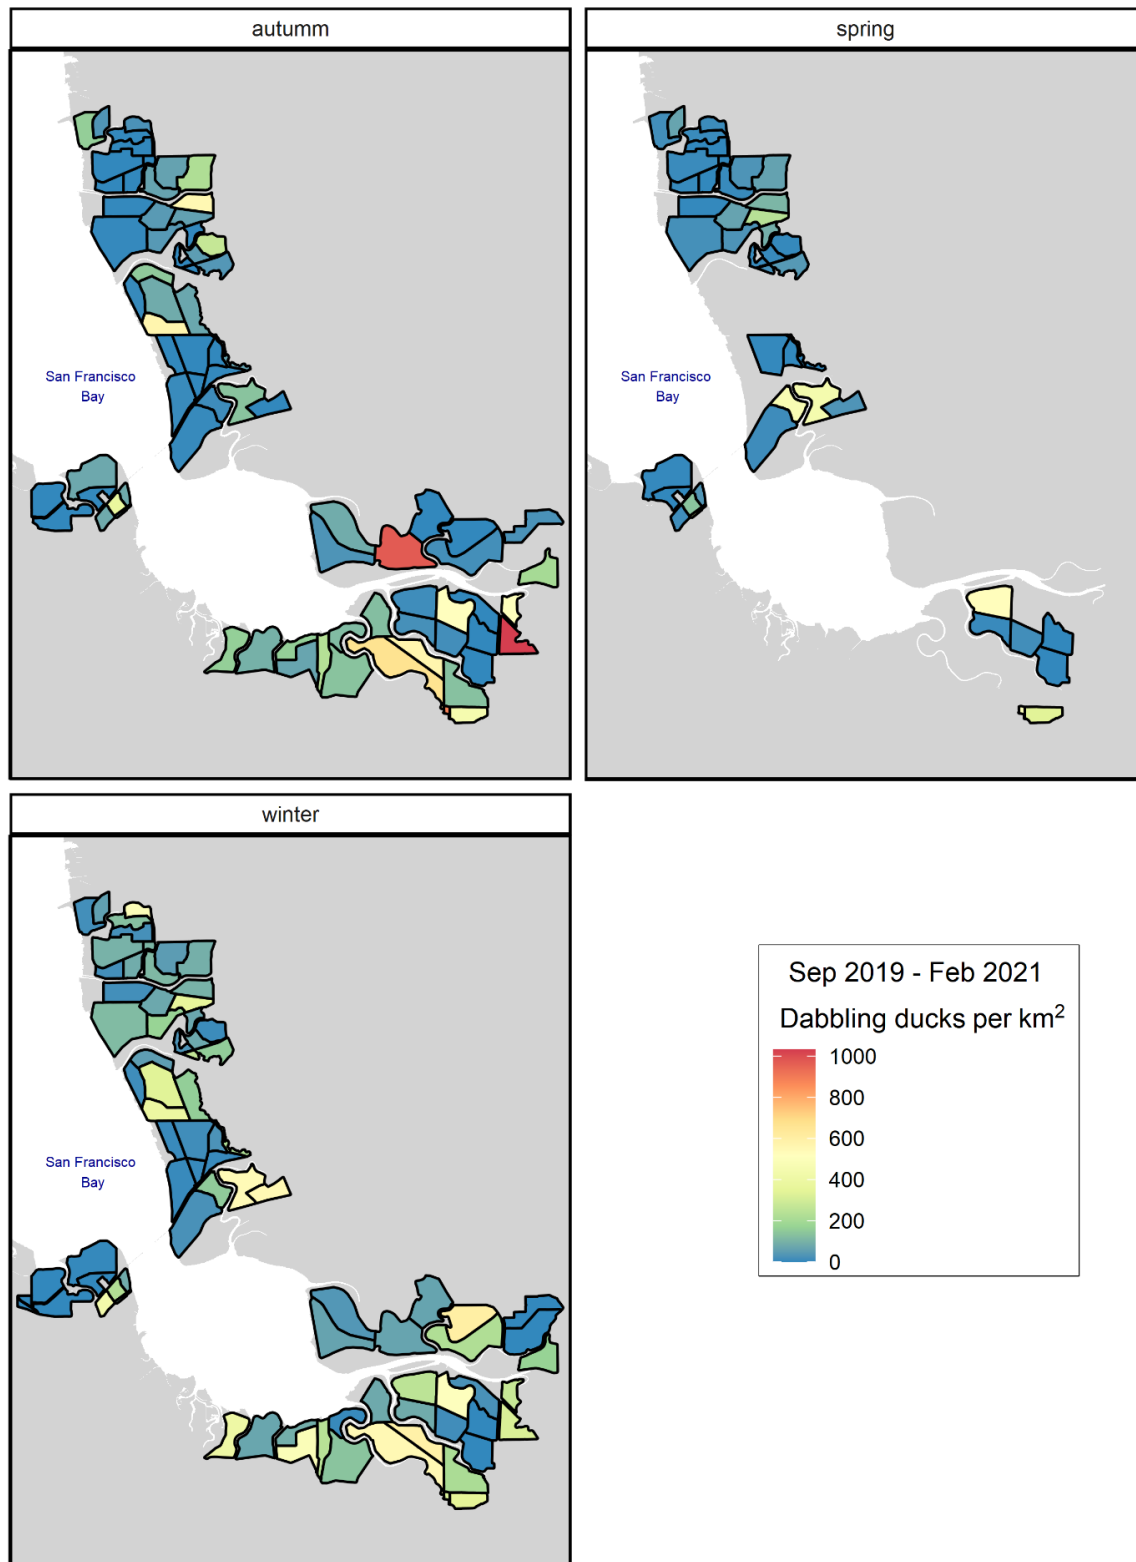 autumm
spring
San Francisco
Bay
San Francisco
Bay
winter
San Francisco
Bay
Sep 2019 - Feb 2021
Dabbling ducks per km²
1000
800
600
400
200
0